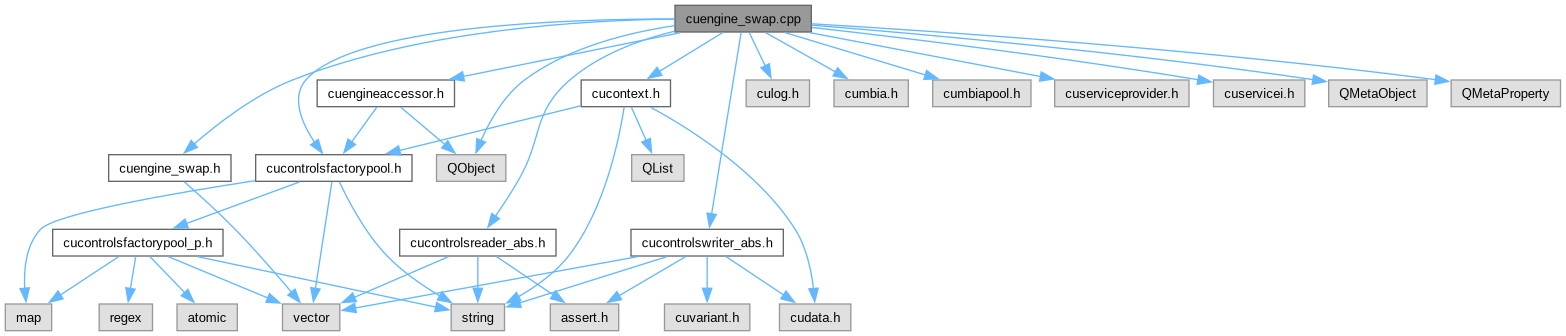 cuengine_swap.cpp
cuengineaccessor.h
cucontext.h
culog.h
cumbia.h
cumbiapool.h
cuserviceprovider.h
cuservicei.h
QMetaObject
QMetaProperty
cuengine_swap.h
cucontrolsfactorypool.h
QObject
QList
cucontrolsfactorypool_p.h
cucontrolsreader_abs.h
cucontrolswriter_abs.h
map
regex
atomic
vector
string
assert.h
cuvariant.h
cudata.h